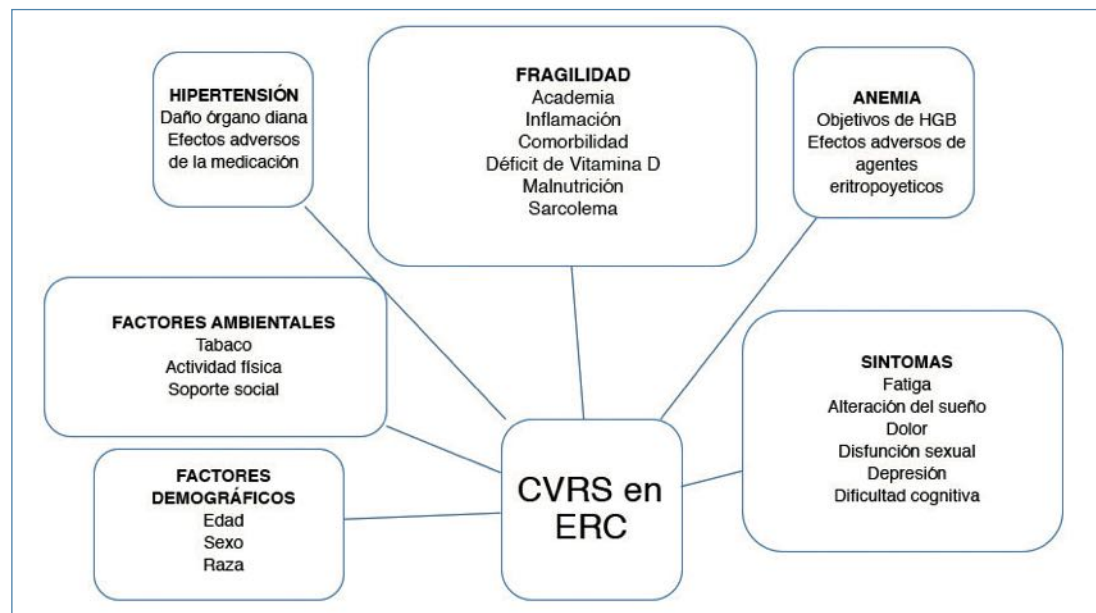 HIPERTENSIÓN
Daño órgano diana
Efectos adversos
de la medicación
FRAGILIDAD
Academia
Inflamación
Comorbilidad
Déficit de Vitamina D
Malnutrición
Sarcolema
ANEMIA
Objetivos de HGB
Efectos adversos de
agentes
eritropoyeticos
FACTORES AMBIENTALES
Tabaco
Actividad física
Soporte social
SINTOMAS
Fatiga
Alteración del sueño
Dolor
Disfunción sexual
Depresión
Dificultad cognitiva
FACTORES
DEMOGRÁFICOS
Edad
Sexo
Raza
CVRS en
ERC